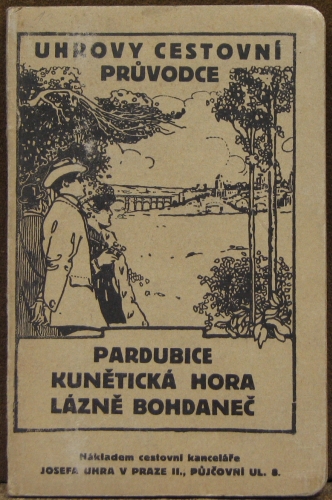 UHROVY CESTOVNÍ
PRŮVODCE
PARDUBICE
KUNĚTICKÁ HORA
LÁZNĚ BOHDANEČ
Nákladem cestovní kanceláře
JOSEFA UHRA V PRAZE II., PŮJČOVNÍ UL. 8.